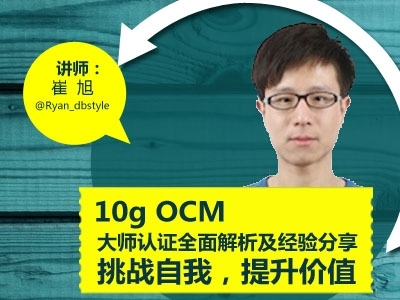 讲师：
崔 旭
@Ryan_dbstyle
10g OCM
大师认证全面解析及经验分享
挑战自我，提升价值